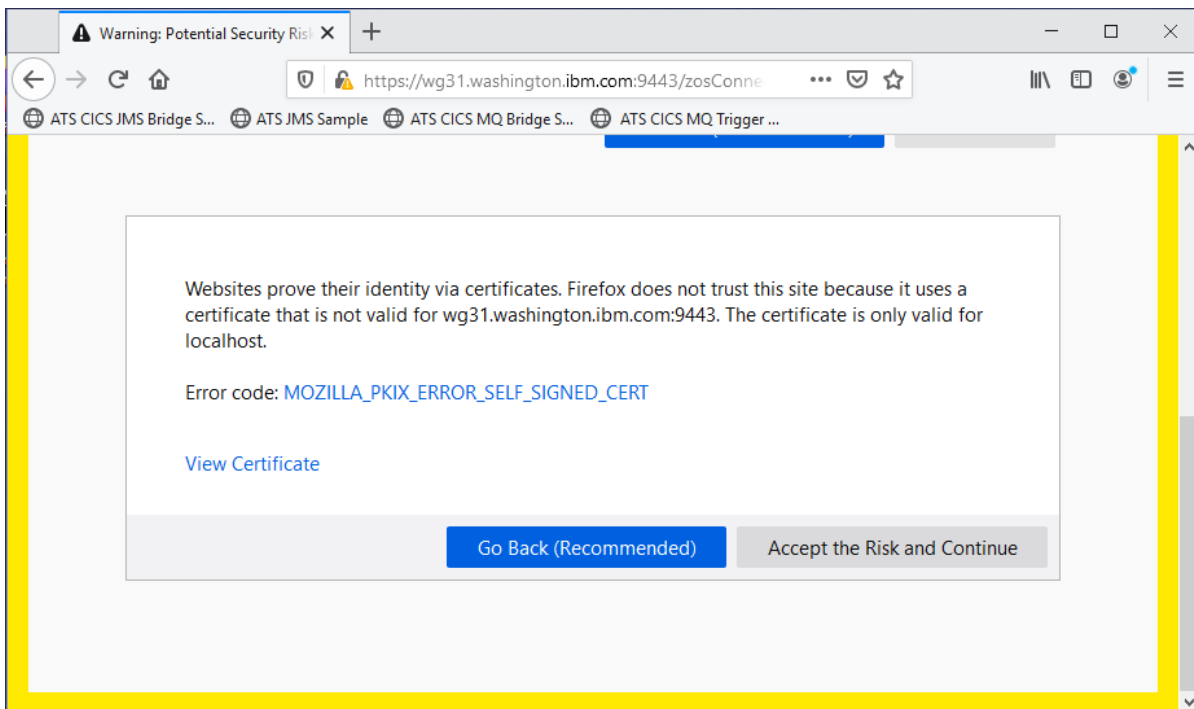 Warning: Potential Security Ris
https://wg31.washington.ibm.com:9443/zosConne
ATS CICS JMS Bridge S... ATS JMS Sample ATS CICS MQ Bridge S... ATS CICS MQ Trigger ...
Websites prove their identity via certificates. Firefox does not trust this site because it uses a
certificate that is not valid for wg31.washington.ibm.com:9443. The certificate is only valid for
localhost.
Error code: MOZILLA_PKIX_ERROR_SELF_SIGNED_CERT
View Certificate
Go Back (Recommended) Accept the Risk and Continue